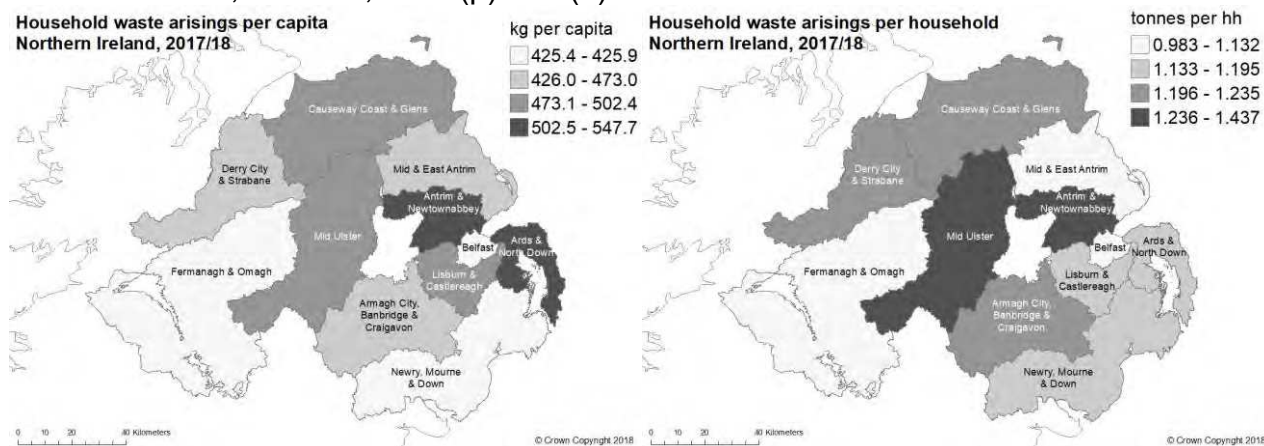 Household waste arisings per capita
Northern Ireland, 2017/18
kg per capita
425.4 - 425.9
426.0 - 473.0
473.1 - 502.4
502.5 - 547.7
Causeway Coast & Glens
Derry City
& Strabane
Mid & East Antrim
Antrim &
Newtownabbey
Mid Ulster
Belfast
Ards &
North Down
Fermanagh & Omagh
Lisburn &
Castlereagh
Armagh City,
Banbridge &
Craigavon
Newry, Mourne
& Down
0 10 20 40 Kilometers
© Crown Copyright 2018
Household waste arisings per household
Northern Ireland, 2017/18
tonnes per hh
0.983 - 1.132
1.133 - 1.195
1.196 - 1.235
1.236 - 1.437
Causeway Coast & Glens
Derry City
& Strabane
Mid & East Antrim
Antrim &
Newtownabbey
Mid Ulster
Belfast
Ards &
North Down
Fermanagh & Omagh
Lisburn &
Castlereagh
Armagh City,
Banbridge &
Craigavon
Newry, Mourne
& Down
0 10 20 40 Kilometers
© Crown Copyright 2018